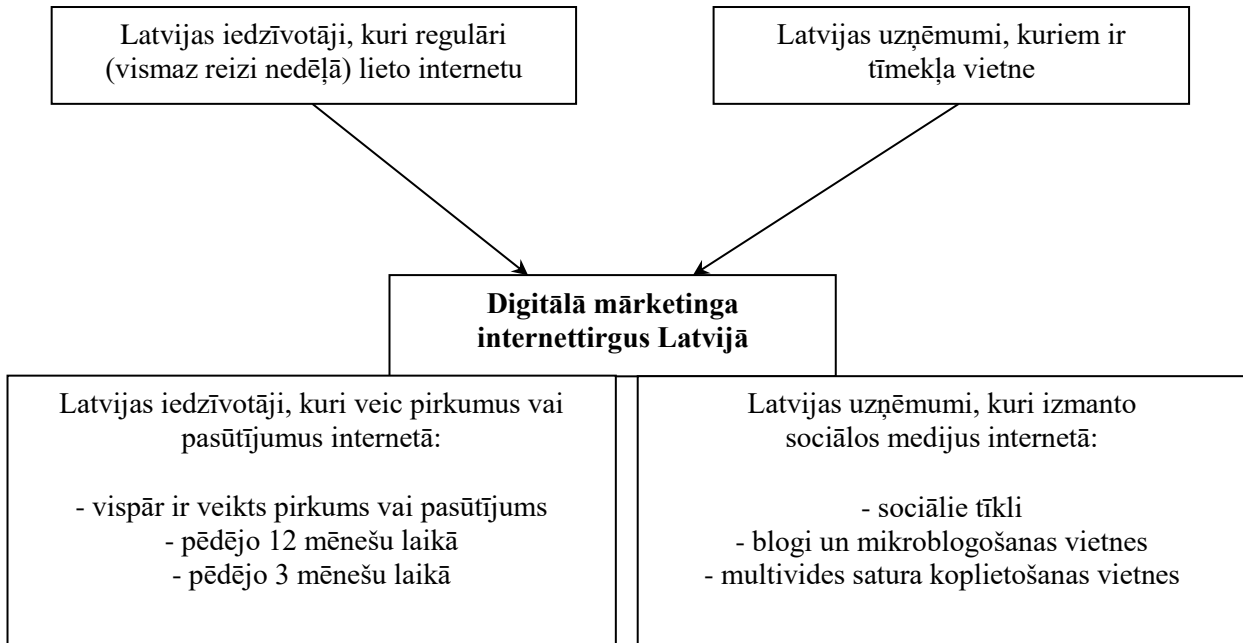 Latvijas iedzīvotāji, kuri regulāri
(vismaz reizi nedēļā) lieto internetu
Latvijas uzņēmumi, kuriem ir
tīmekļa vietne
Digitālā mārketinga
internettirgus Latvijā
Latvijas iedzīvotāji, kuri veic pirkumus vai
pasūtījumus internetā:
- vispār ir veikts pirkums vai pasūtījums
- pēdējo 12 mēnešu laikā
- pēdējo 3 mēnešu laikā
Latvijas uzņēmumi, kuri izmanto
sociālos medijus internetā:
- sociālie tīkli
- blogi un mikroblogošanas vietnes
- multivides satura koplietošanas vietnes